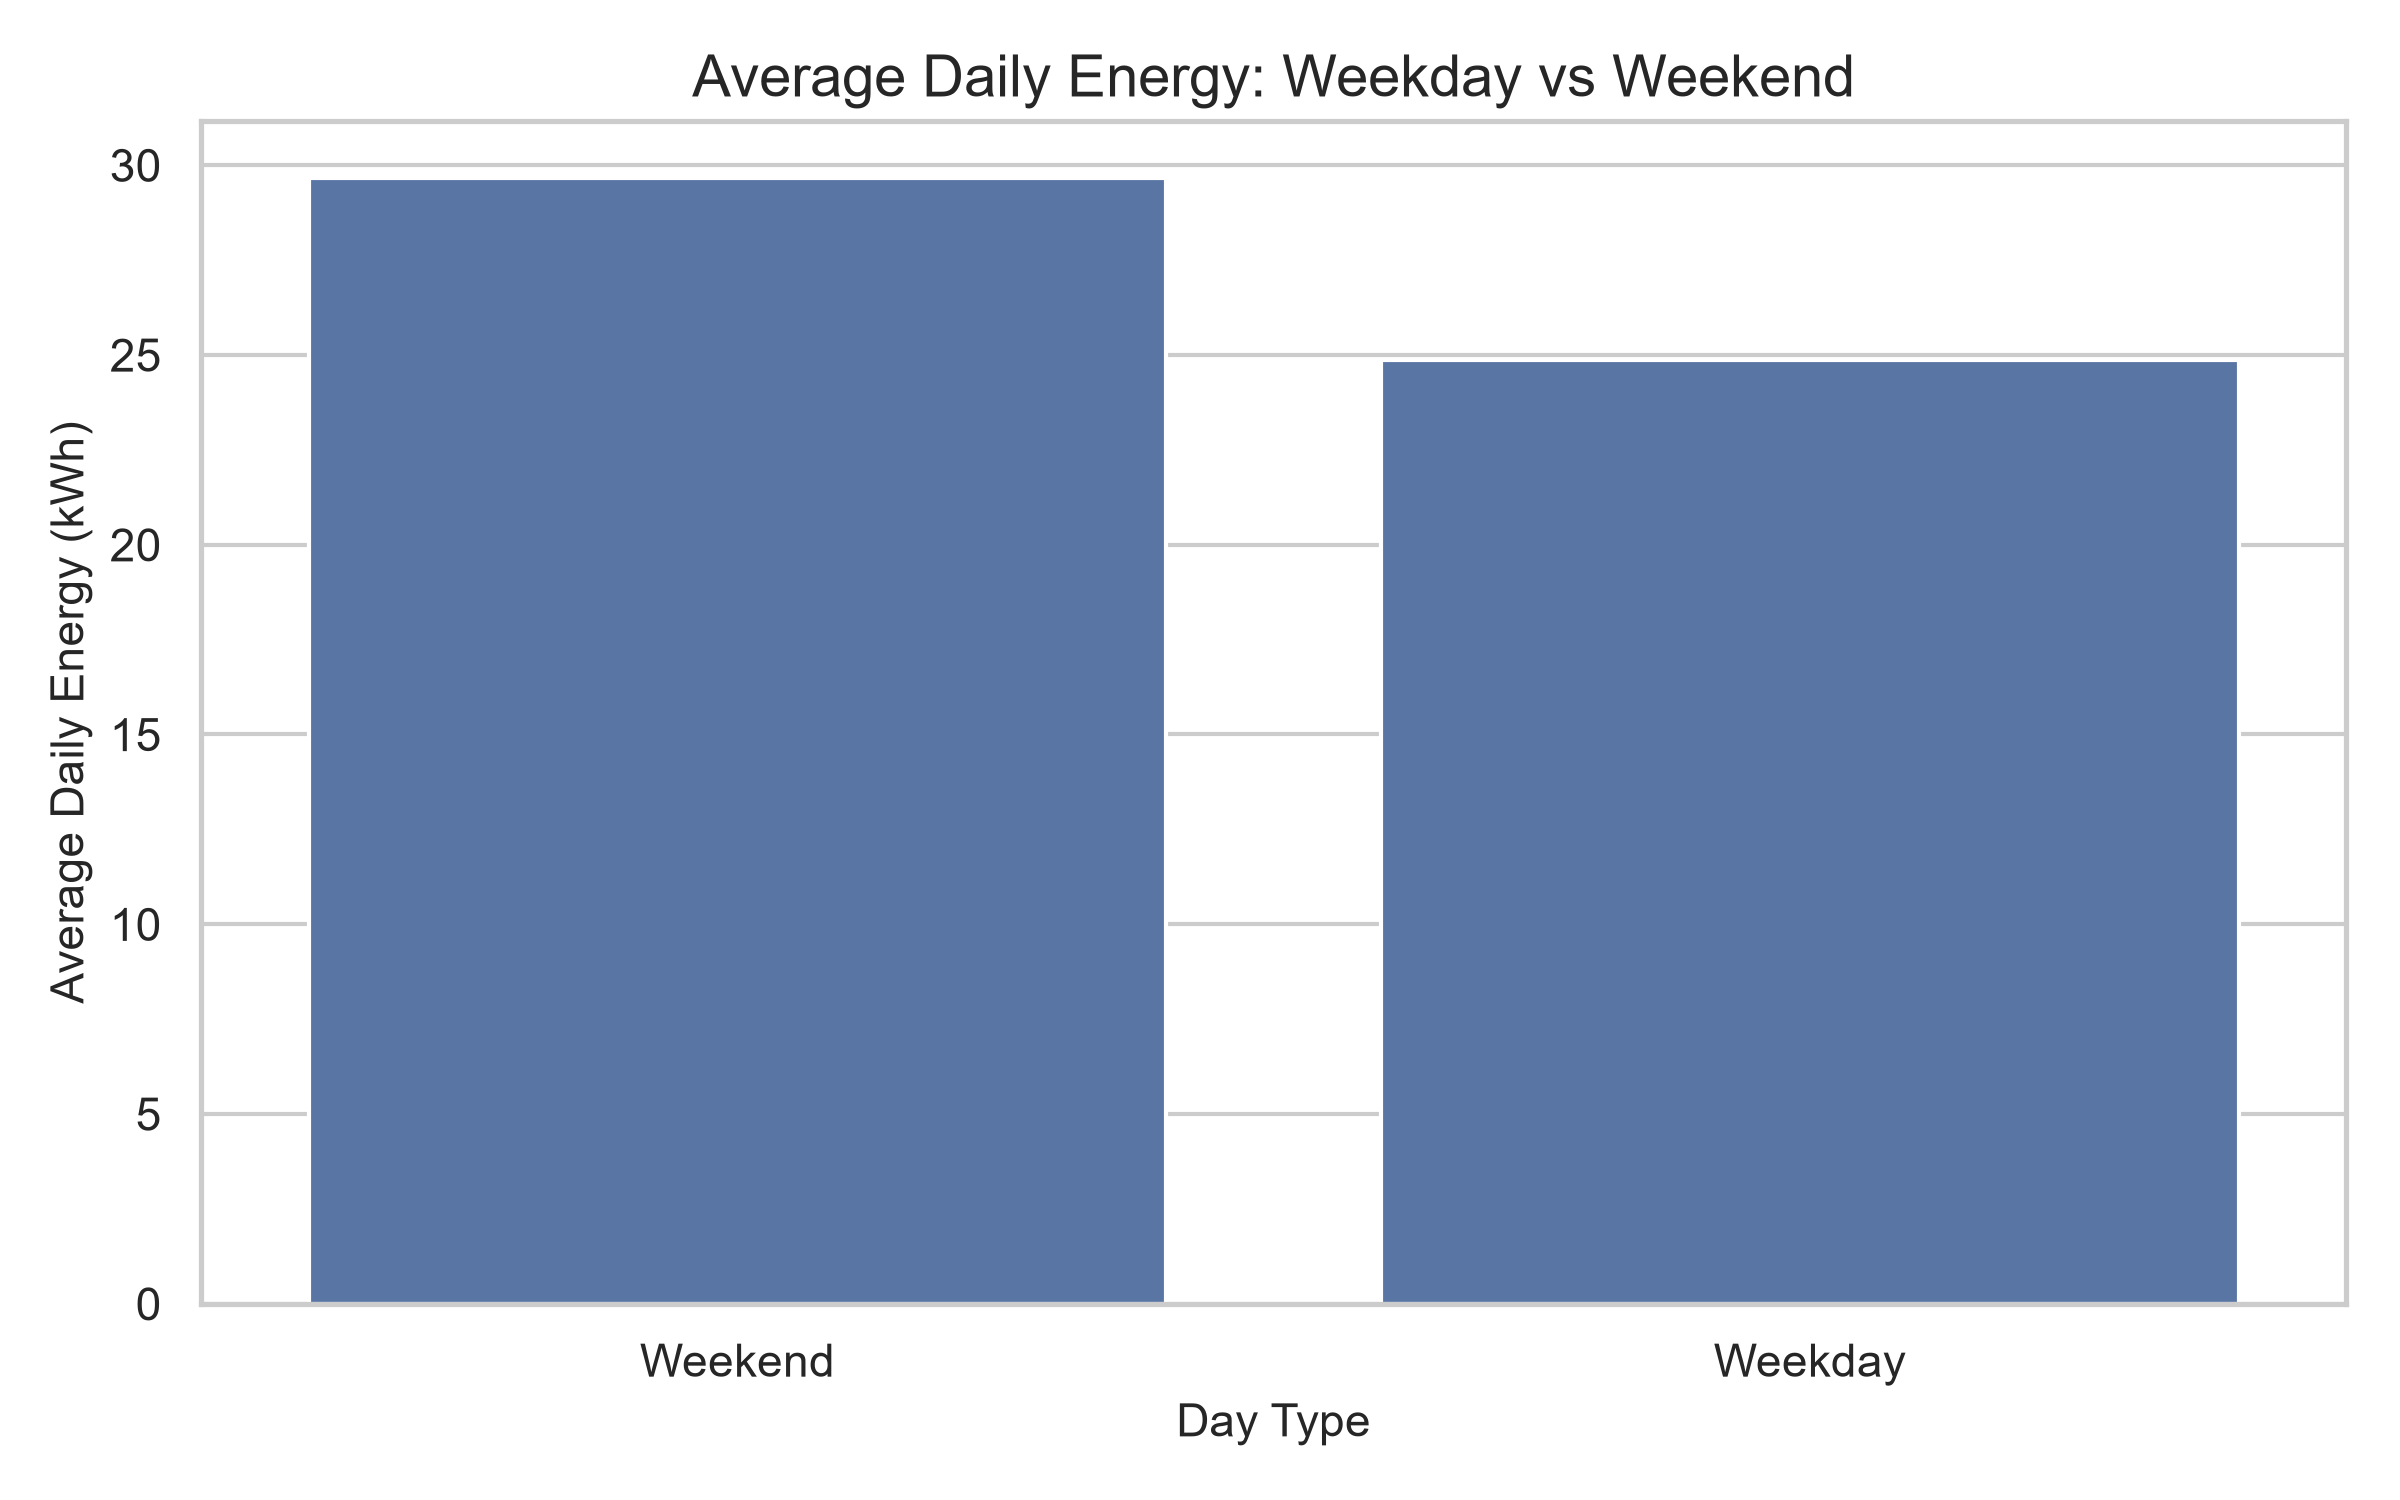 Average Daily Energy: Weekday vs Weekend
Average Daily Energy (kWh)
30
25
20
15
10
5
0
Weekend
Weekday
Day Type